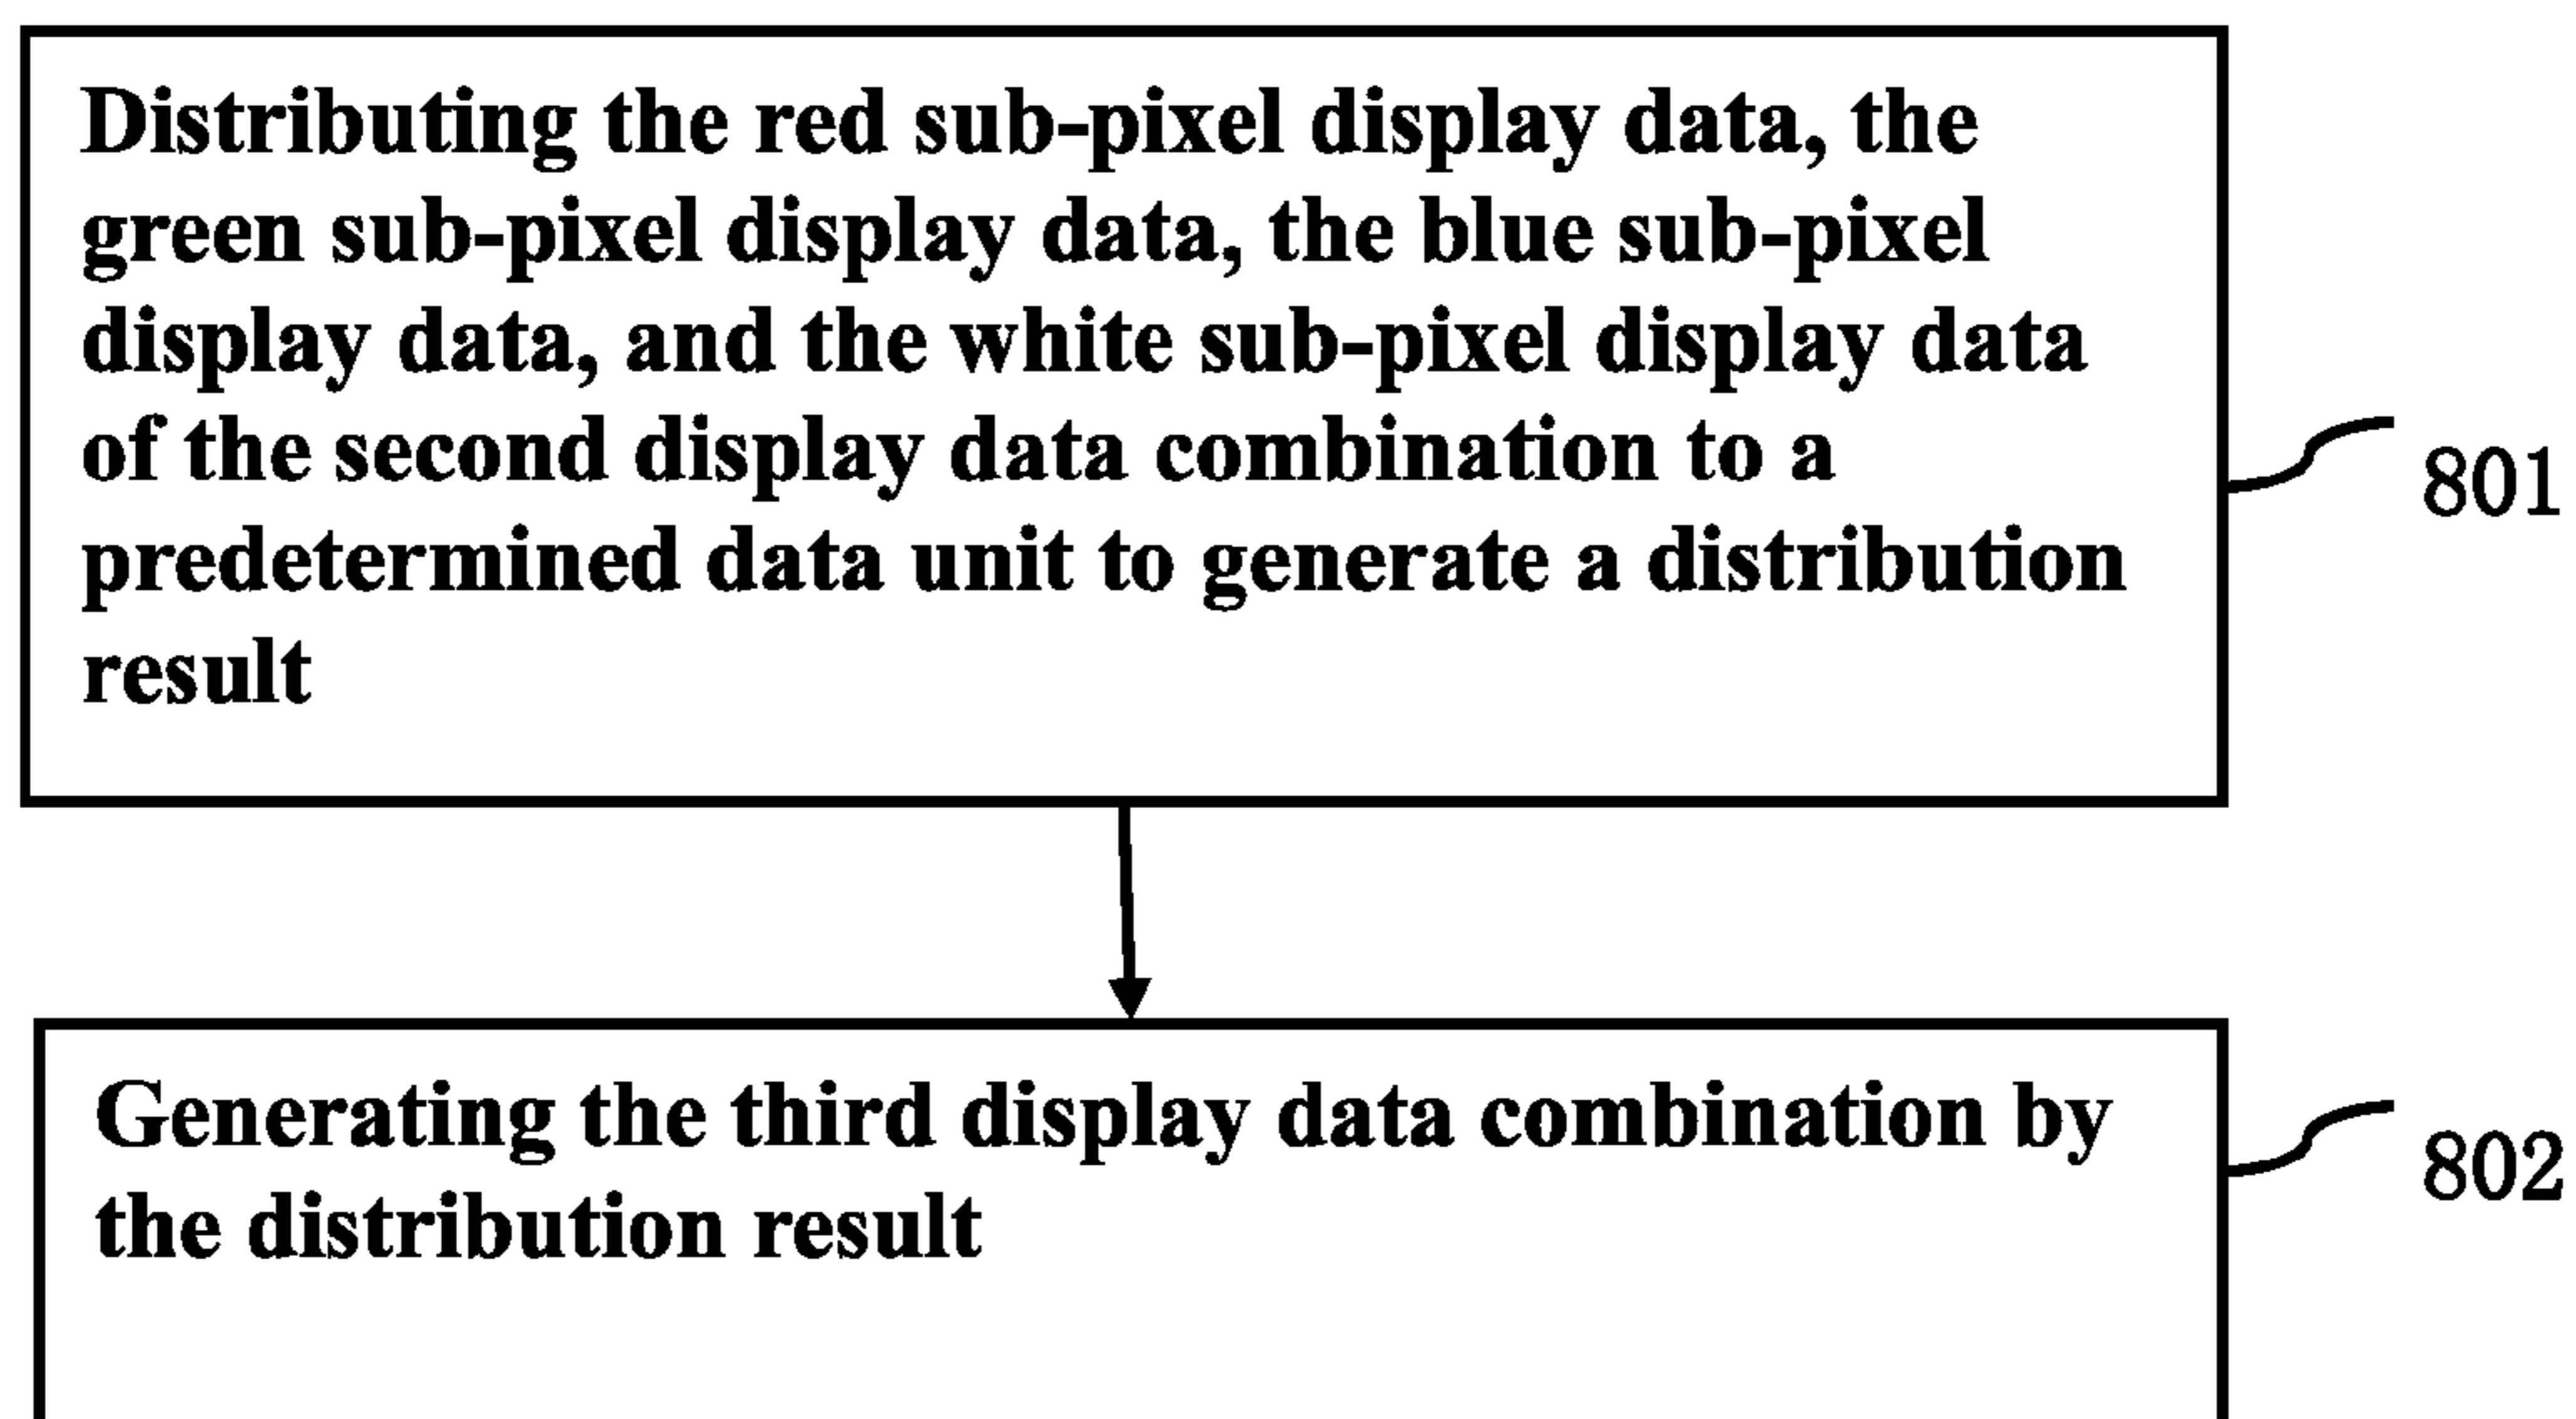 Distributing the red sub-pixel display data, the
green sub-pixel display data, the blue sub-pixel
display data, and the white sub-pixel display data
of the second display data combination to a
predetermined data unit to generate a distribution
result
801
Generating the third display data combination by
the distribution result
802